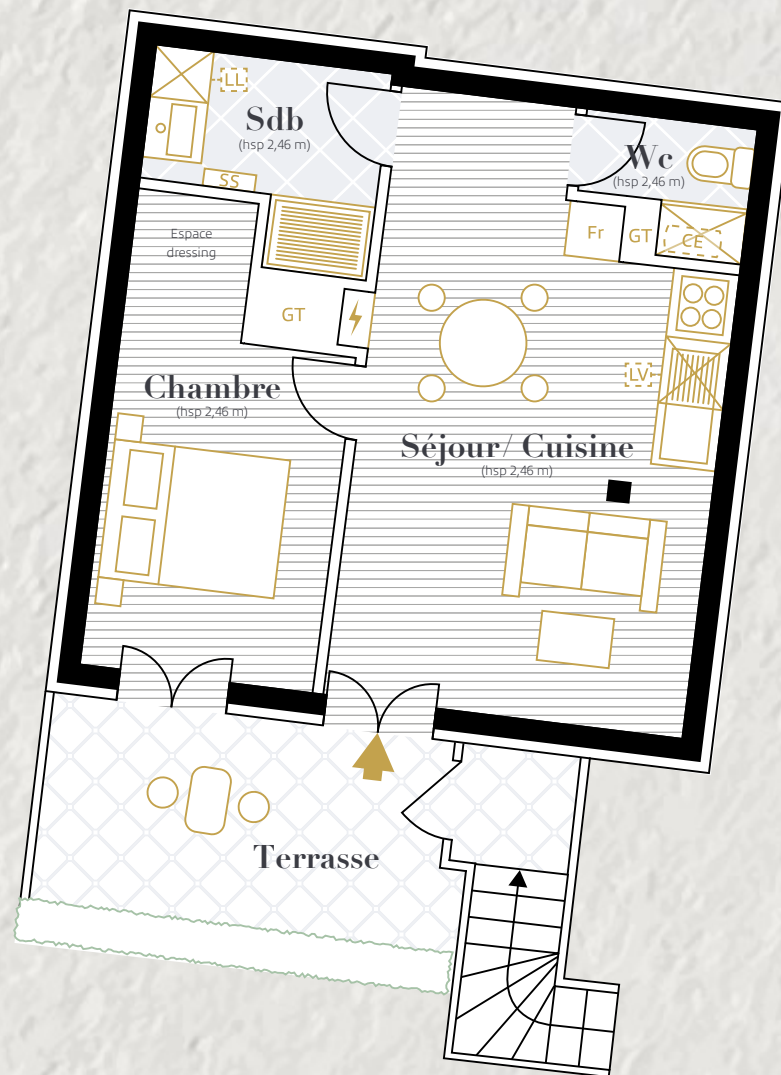 LL
Sdb
(hsp 2,46 m)
Wc
(hsp 2,46 m)
SS
Espace
dressing
Fr
GT
CE
GT
LV
Chambre
(hsp 2,46 m)
Séjour/ Cuisine
(hsp 2,46 m)
Terrasse